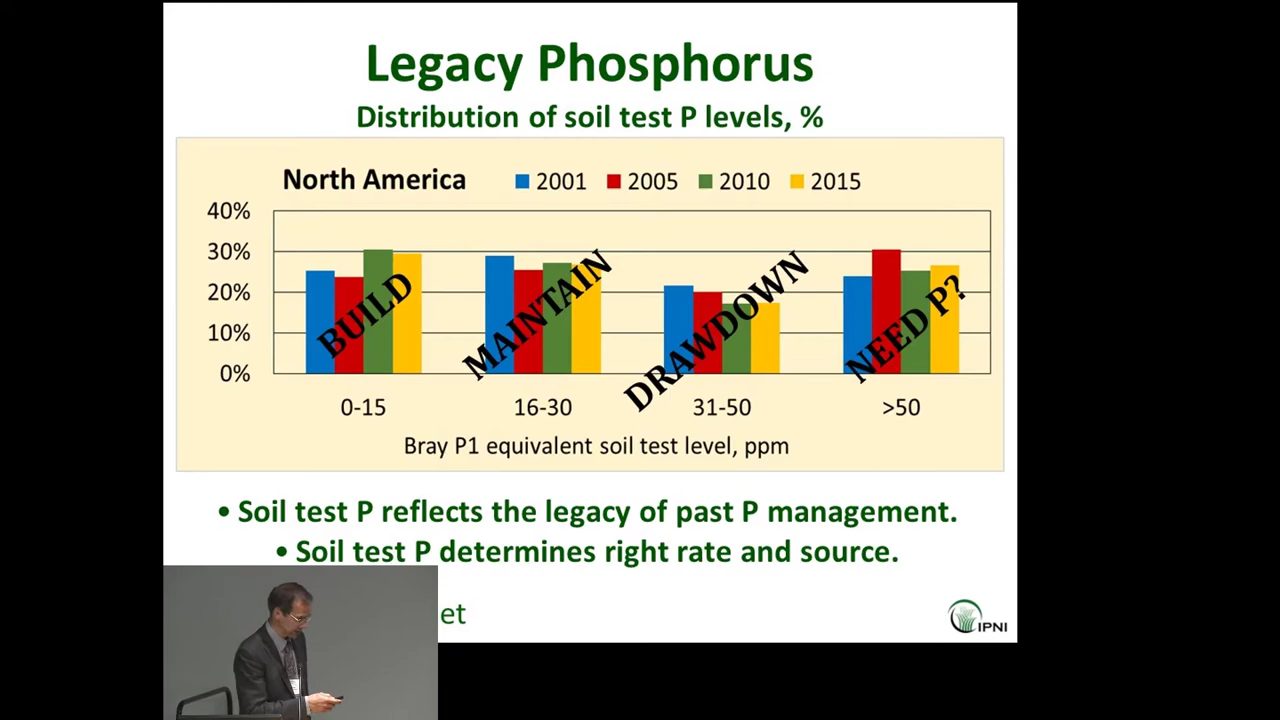 Legacy Phosphorus
Distribution of soil test P levels, %
North America 2001 2005 2010 2015
40%
30%
20%
10%
0%
BUILD MAINTAIN DRAWDOWN NEED P?
0-15 16-30 31-50 >50
Bray P1 equivalent soil test level, ppm
• Soil test P reflects the legacy of past P management.
• Soil test P determines right rate and source.
et
IPNI